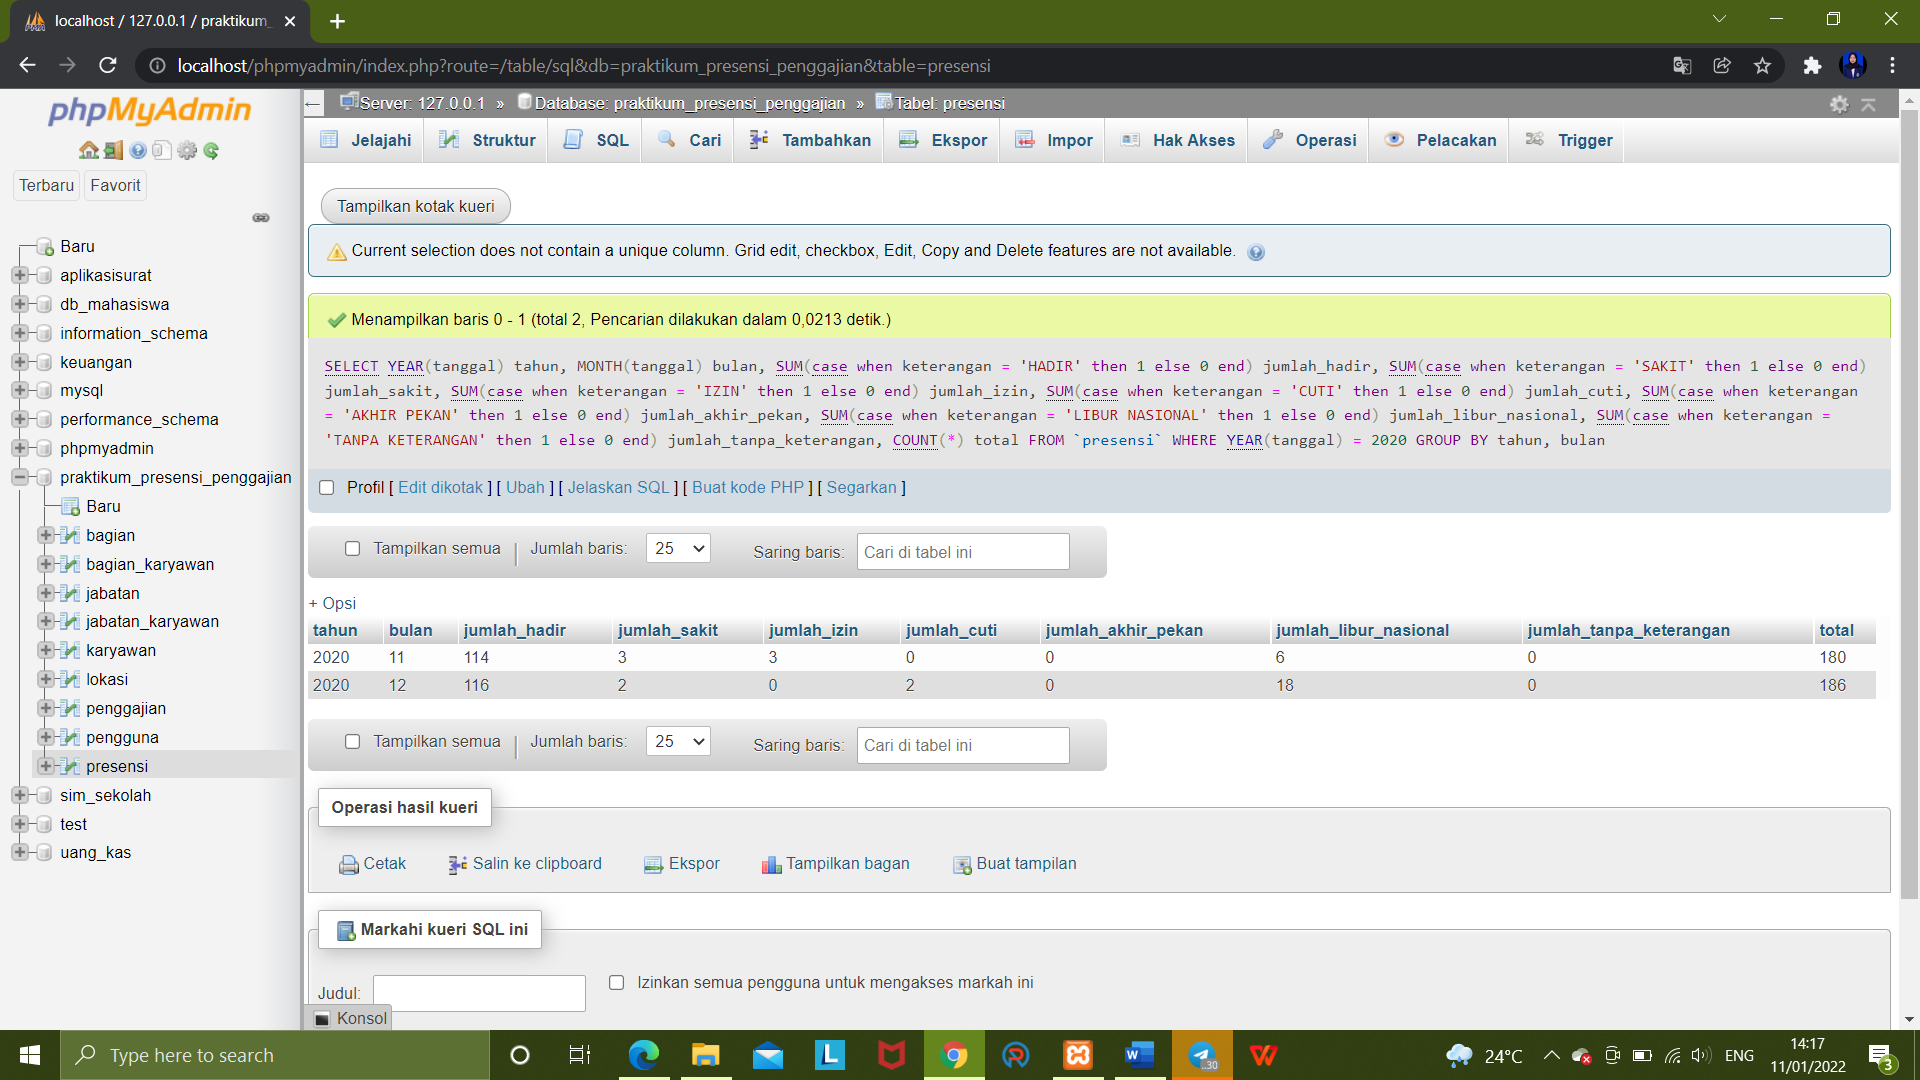 localhost / 127.0.0.1 / praktikum_
localhost/phpmyadmin/index.php?route=/table/sql&db=praktikum_presensi_penggajian&table=presensi
phpMyAdmin
Terbaru
Favorit
Baru
aplikasisurat
db_mahasiswa
information_schema
keuangan
mysql
performance_schema
phpmyadmin
praktikum_presensi_penggajian
Baru
bagian
bagian_karyawan
jabatan
jabatan_karyawan
karyawan
lokasi
penggajian
pengguna
presensi
sim_sekolah
test
uang_kas
Server: 127.0.0.1 » Database: praktikum_presensi_penggajian » Tabel: presensi
Jelajahi Struktur SQL Cari Tambahkan Ekspor Impor Hak Akses Operasi Pelacakan Trigger
Tampilkan kotak kueri
Current selection does not contain a unique column. Grid edit, checkbox, Edit, Copy and Delete features are not available.
Menampilkan baris 0 - 1 (total 2, Pencarian dilakukan dalam 0,0213 detik.)
SELECT YEAR(tanggal) tahun, MONTH(tanggal) bulan, SUM(case when keterangan = 'HADIR' then 1 else 0 end) jumlah_hadir, SUM(case when keterangan = 'SAKIT' then 1 else 0 end)
jumlah_sakit, SUM(case when keterangan = 'IZIN' then 1 else 0 end) jumlah_izin, SUM(case when keterangan = 'CUTI' then 1 else 0 end) jumlah_cuti, SUM(case when keterangan
= 'AKHIR PEKAN' then 1 else 0 end) jumlah_akhir_pekan, SUM(case when keterangan = 'LIBUR NASIONAL' then 1 else 0 end) jumlah_libur_nasional, SUM(case when keterangan =
'TANPA KETERANGAN' then 1 else 0 end) jumlah_tanpa_keterangan, COUNT(*) total FROM `presensi` WHERE YEAR(tanggal) = 2020 GROUP BY tahun, bulan
Profil [ Edit dikotak ] [ Ubah ] [ Jelaskan SQL ] [ Buat kode PHP ] [ Segarkan ]
Tampilkan semua | Jumlah baris: 25 Saring baris: Cari di tabel ini
+ Opsi
tahun bulan jumlah_hadir jumlah_sakit jumlah_izin jumlah_cuti jumlah_akhir_pekan jumlah_libur_nasional jumlah_tanpa_keterangan total
2020 11 114 3 3 0 0 6 0 180
2020 12 116 2 0 2 0 18 0 186
Tampilkan semua | Jumlah baris: 25 Saring baris: Cari di tabel ini
Operasi hasil kueri
Cetak Salin ke clipboard Ekspor Tampilkan bagan Buat tampilan
Markahi kueri SQL ini
Judul: Izinkan semua pengguna untuk mengakses markah ini
Konsol
Type here to search
24°C
ENG
14:17
11/01/2022
3
..30